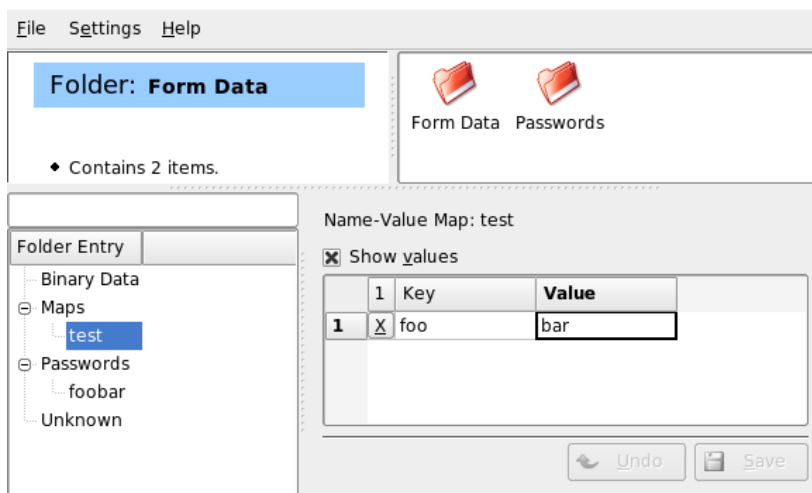 File Settings Help
Folder: Form Data
Contains 2 items.
Form Data Passwords
Folder Entry
Binary Data
Maps
test
Passwords
foobar
Unknown
Name-Value Map: test
Show values
1 Key Value
1 X foo bar
Undo Save